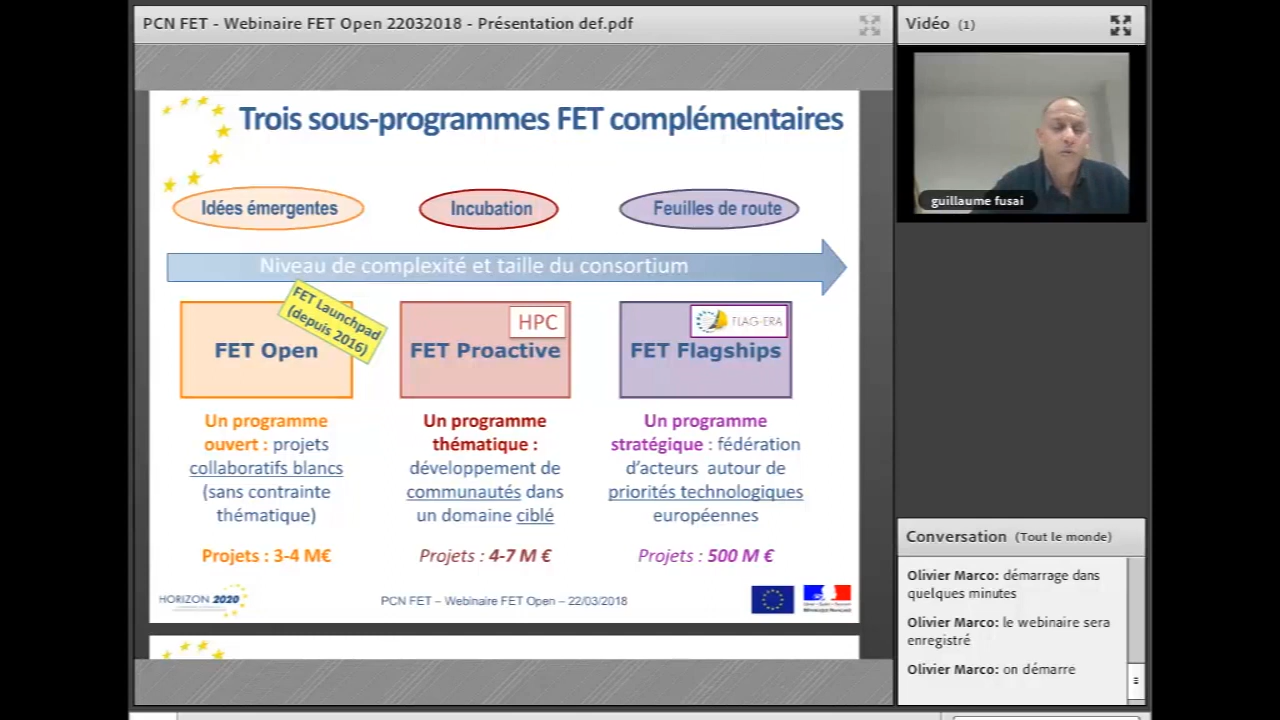 PCN FET - Webinaire FET Open 22032018 - Présentation def.pdf
Vidéo (1)
Trois sous-programmes FET complémentaires
guillaume fusai
Idées émergentes
Incubation
Feuilles de route
Niveau de complexité et taille du consortium
FET Launchpad
(depuis 2016)
HPC
FLAG-ERA
FET Open
FET Proactive
FET Flagships
Un programme
ouvert : projets
collaboratifs blancs
(sans contrainte
thématique)
Projets : 3-4 M€
Un programme
thématique :
développement de
communautés dans
un domaine ciblé
Projets : 4-7 M €
Un programme
stratégique : fédération
d’acteurs autour de
priorités technologiques
européennes
Projets : 500 M €
HORIZON 2020
PCN FET – Webinaire FET Open – 22/03/2018
Conversation (Tout le monde)
Olivier Marco: démarrage dans
quelques minutes
Olivier Marco: le webinaire sera
enregistré
Olivier Marco: on démarre